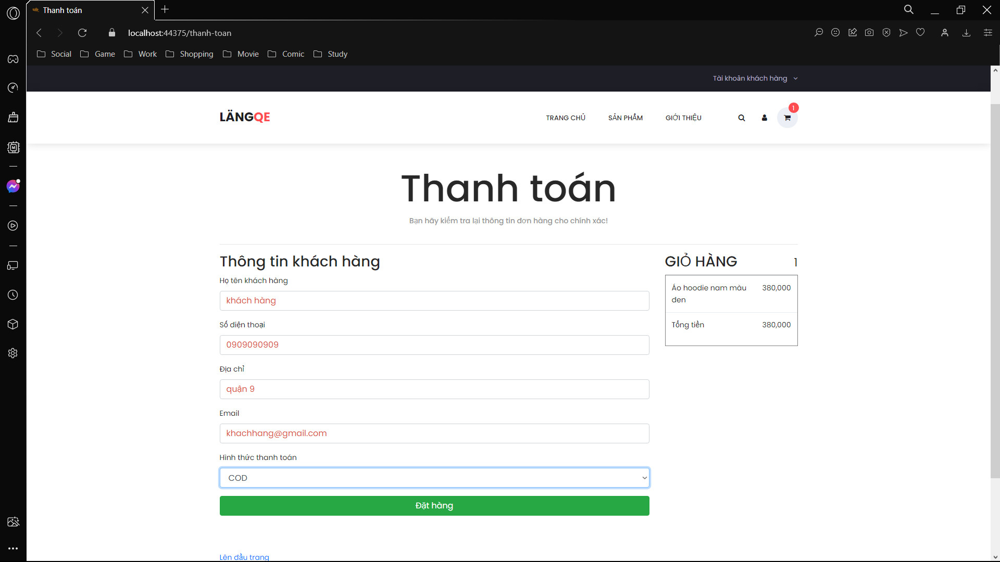 Thanh toán
localhost:44375/thanh-toan
Social Game Work Shopping Movie Comic Study
Tài khoản khách hàng
LÄNGQE
TRANG CHỦ SẢN PHẨM GIỚI THIỆU 1
Thanh toán
Bạn hãy kiểm tra lại thông tin đơn hàng cho chính xác!
Thông tin khách hàng
Họ tên khách hàng
khách hàng
Số điện thoại
0909090909
Địa chỉ
quận 9
Email
khachhang@gmail.com
Hình thức thanh toán
COD
Đặt hàng
GIỎ HÀNG 1
Áo hoodie nam màu 380,000
đen
Tổng tiền 380,000
Lên đầu trang